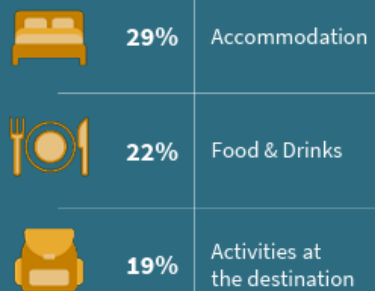 29% Accommodation
22% Food & Drinks
19% Activities at
the destination